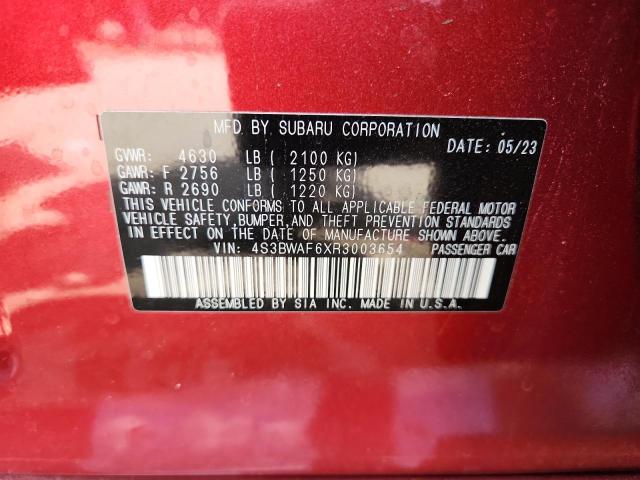 MFD. BY SUBARU CORPORATION
DATE: 05/23
GVWR: 4630 LB ( 2100 KG)
GAWR: F 2756 LB ( 1250 KG)
GAWR: R 2690 LB ( 1220 KG)
THIS VEHICLE CONFORMS TO ALL APPLICABLE FEDERAL MOTOR
VEHICLE SAFETY, BUMPER, AND THEFT PREVENTION STANDARDS
IN EFFECT ON THE DATE OF MANUFACTURE SHOWN ABOVE.
VIN: 4S3BWAF6XR3003654 PASSENGER CAR
ASSEMBLED BY SIA INC. MADE IN U.S.A.